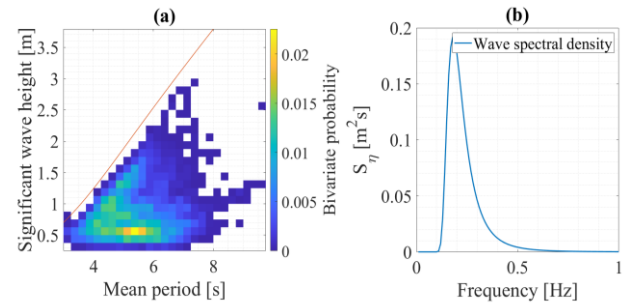 (a)
Significant wave height [m]
3.5
3
2.5
2
1.5
1
0.5
4
6
8
Mean period [s]
0.02
0.015
0.01
0.005
0
Bivariate probability
(b)
Wave spectral density
S_η [m²s]
0.2
0.15
0.1
0.05
0
0
0.5
1
Frequency [Hz]